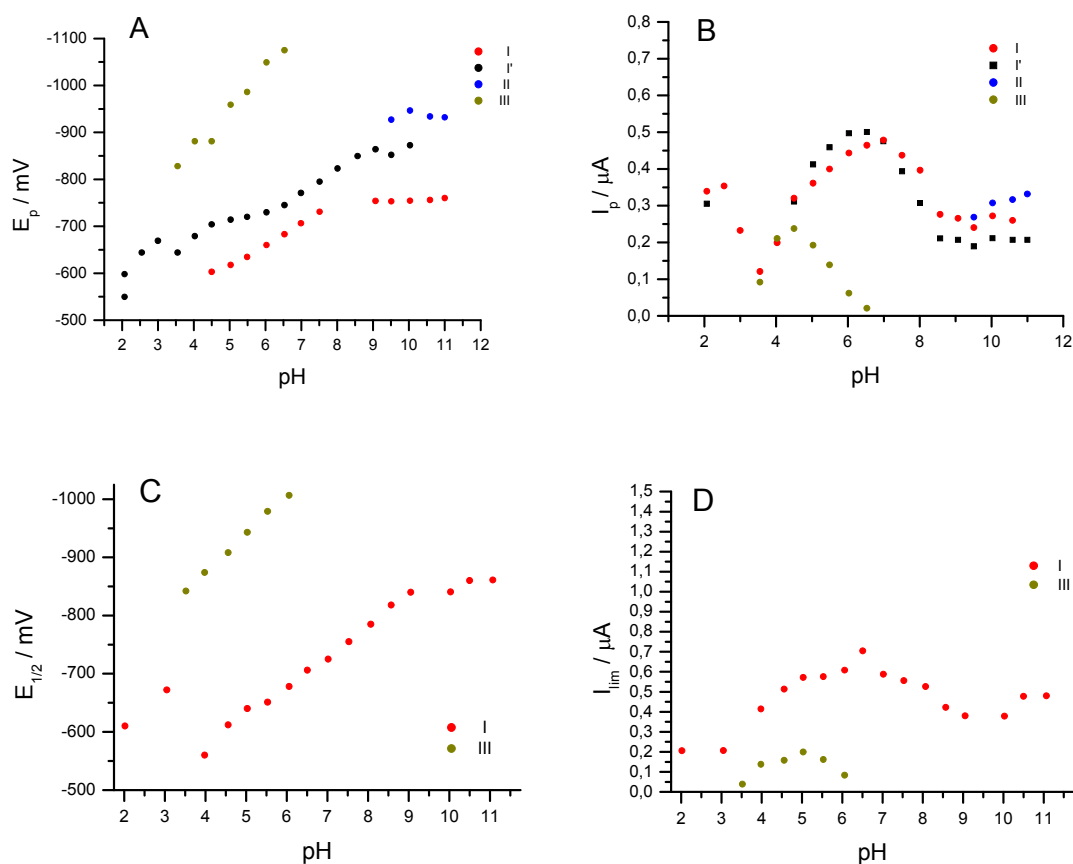 A
-1100
-1000
-900
-800
-700
-600
-500
E_p / mV
2 3 4 5 6 7 8 9 10 11 12
pH
I
I'
II
III
B
0,8
0,7
0,6
0,5
0,4
0,3
0,2
0,1
0,0
I_p / μA
2 4 6 8 10 12
pH
I
I'
II
III
C
-1000
-900
-800
-700
-600
-500
E_1/2 / mV
2 3 4 5 6 7 8 9 10 11
pH
I
III
D
1,5
1,4
1,3
1,2
1,1
1,0
0,9
0,8
0,7
0,6
0,5
0,4
0,3
0,2
0,1
0,0
I_lim / μA
2 3 4 5 6 7 8 9 10 11
pH
I
III